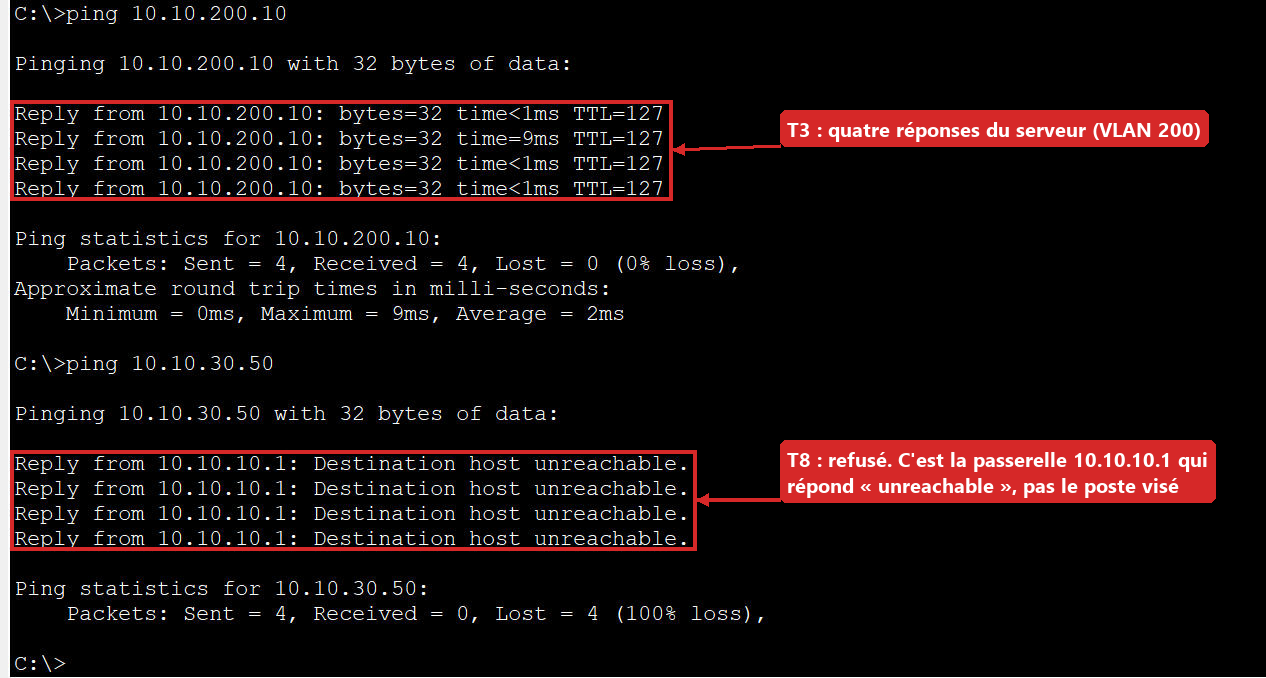 C:\>ping 10.10.200.10
Pinging 10.10.200.10 with 32 bytes of data:
Reply from 10.10.200.10: bytes=32 time<1ms TTL=127
Reply from 10.10.200.10: bytes=32 time=9ms TTL=127
Reply from 10.10.200.10: bytes=32 time<1ms TTL=127
Reply from 10.10.200.10: bytes=32 time<1ms TTL=127
T3 : quatre réponses du serveur (VLAN 200)
Ping statistics for 10.10.200.10:
Packets: Sent = 4, Received = 4, Lost = 0 (0% loss),
Approximate round trip times in milli-seconds:
Minimum = 0ms, Maximum = 9ms, Average = 2ms
C:\>ping 10.10.30.50
Pinging 10.10.30.50 with 32 bytes of data:
Reply from 10.10.10.1: Destination host unreachable.
Reply from 10.10.10.1: Destination host unreachable.
Reply from 10.10.10.1: Destination host unreachable.
Reply from 10.10.10.1: Destination host unreachable.
T8 : refusé. C'est la passerelle 10.10.10.1 qui
répond « unreachable », pas le poste visé
Ping statistics for 10.10.30.50:
Packets: Sent = 4, Received = 0, Lost = 4 (100% loss),
C:\>